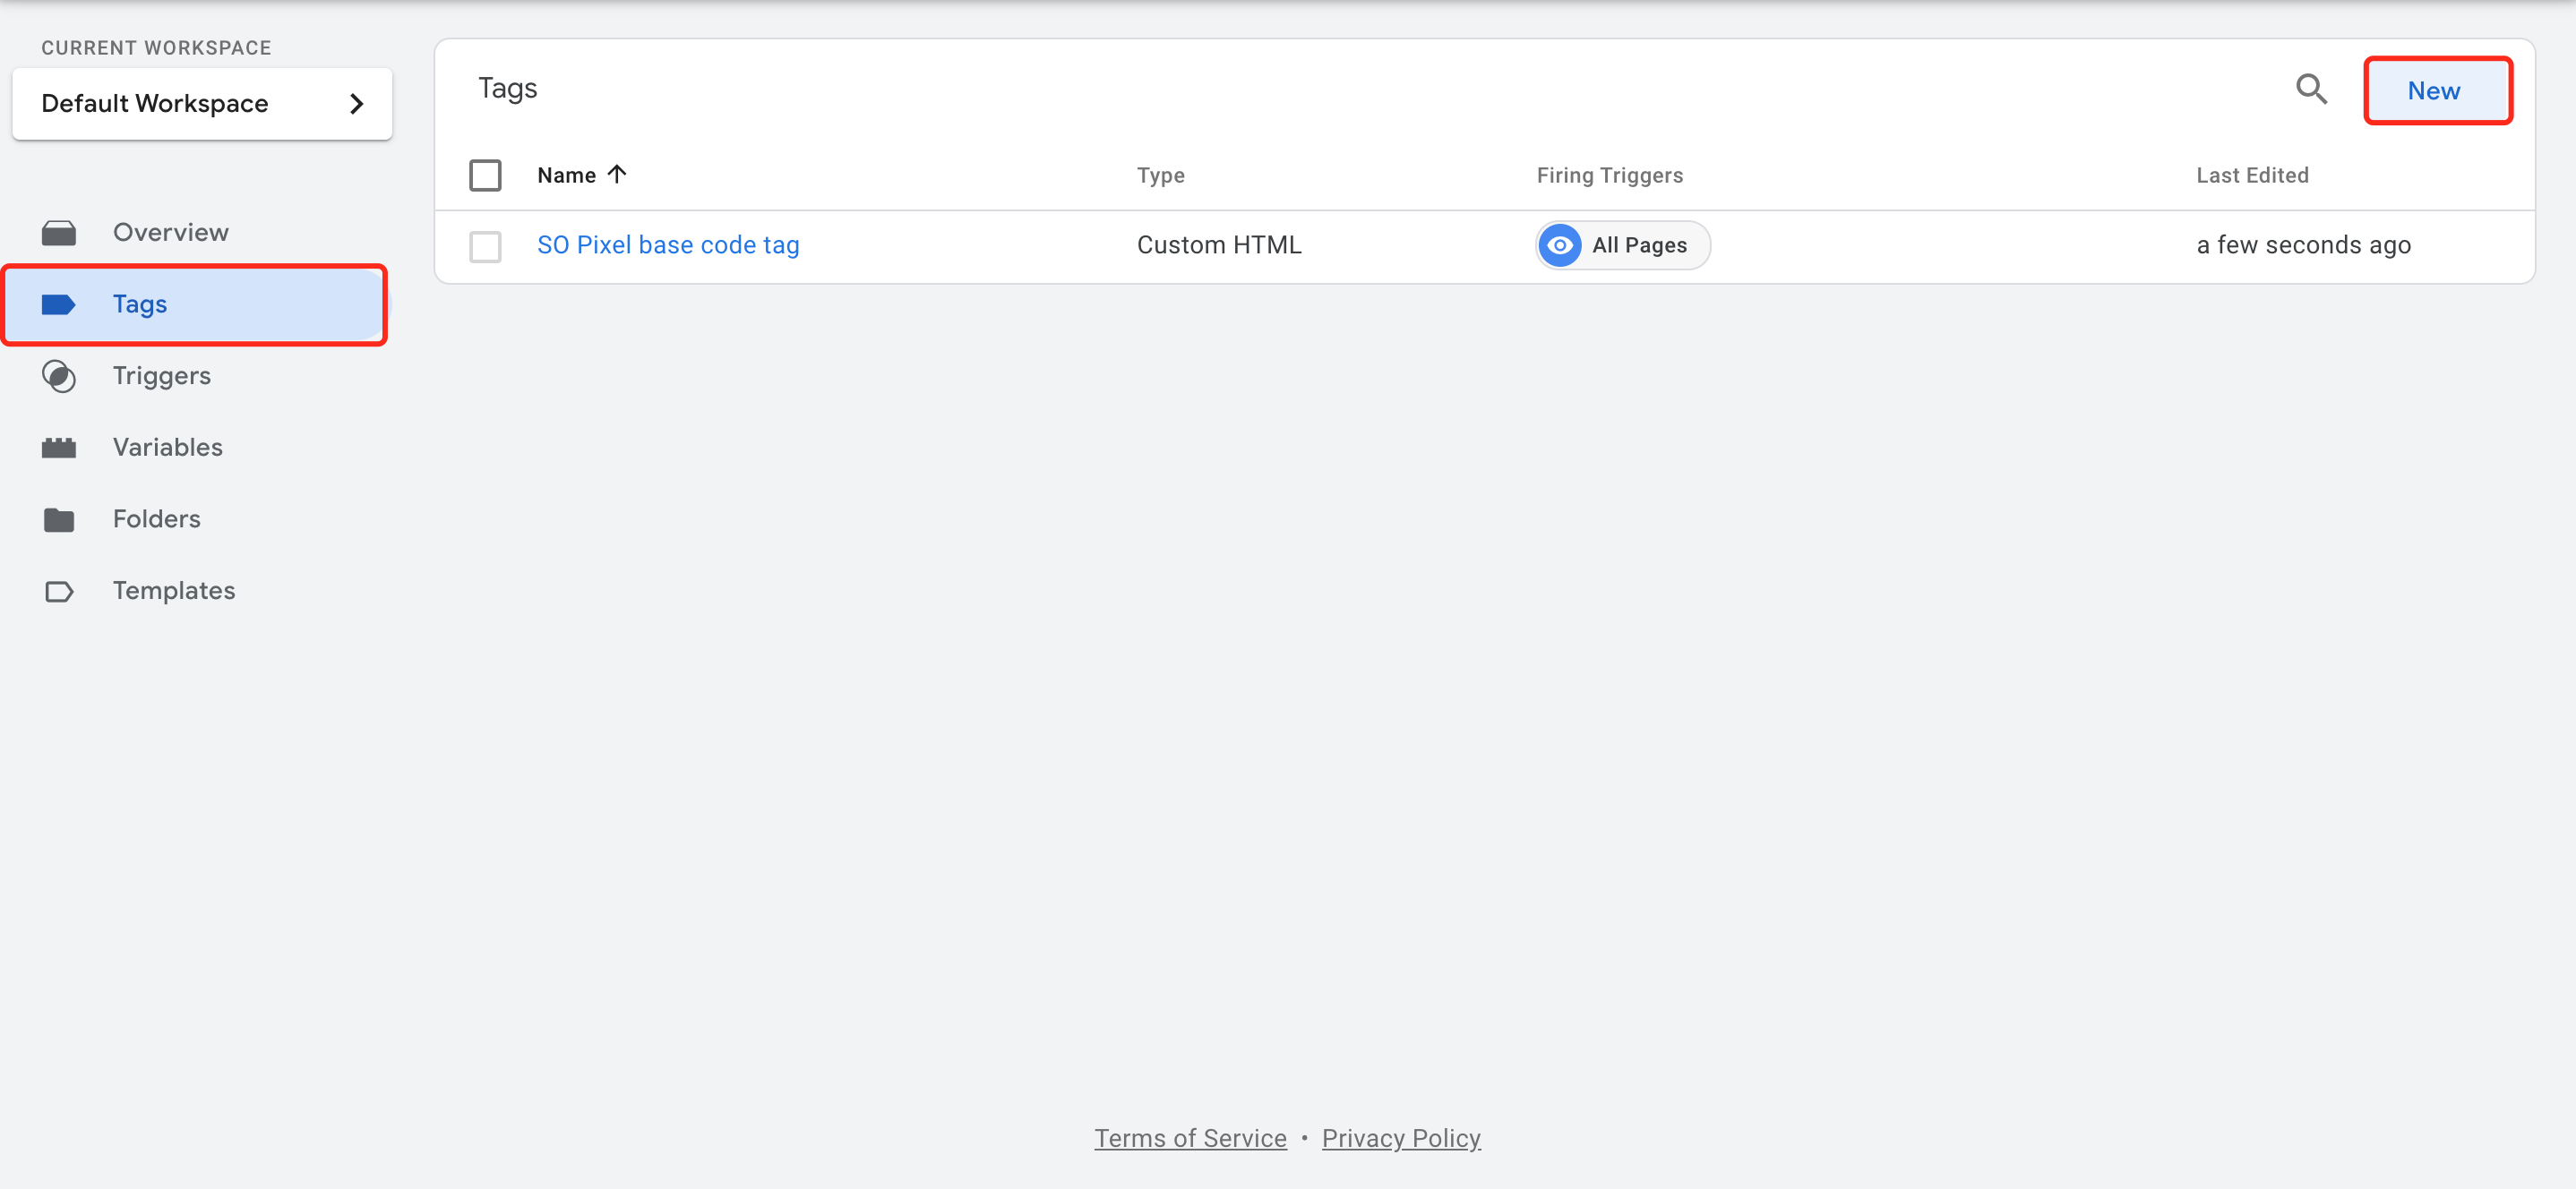 CURRENT WORKSPACE
Default Workspace
Overview
Tags
Triggers
Variables
Folders
Templates
Tags
New
Name Type Firing Triggers Last Edited
SO Pixel base code tag Custom HTML All Pages a few seconds ago
Terms of Service • Privacy Policy